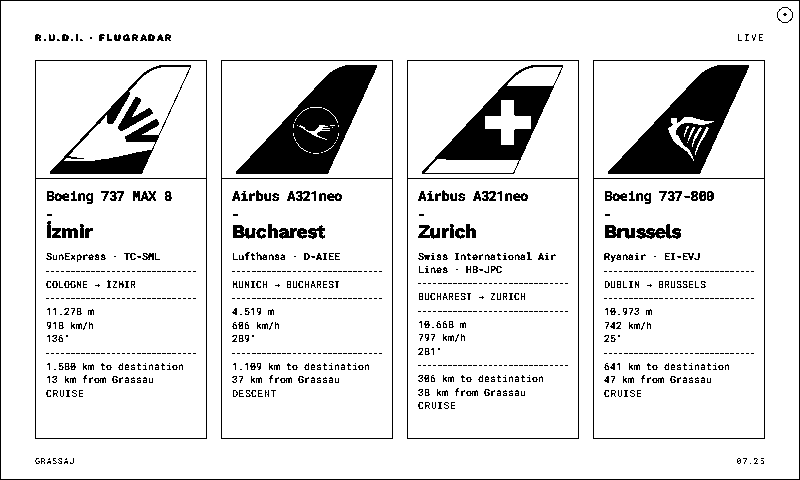 R.U.D.I. · FLUGRADAR
LIVE
Boeing 737 MAX 8
-
İzmir
SunExpress · TC-SML
COLOGNE → İZMIR
11.278 m
918 km/h
136°
1.580 km to destination
13 km from Grassau
CRUISE
Airbus A321neo
-
Bucharest
Lufthansa · D-AIEE
MUNICH → BUCHAREST
4.519 m
606 km/h
289°
1.109 km to destination
37 km from Grassau
DESCENT
Airbus A321neo
-
Zurich
Swiss International Air
Lines · HB-JPC
BUCHAREST → ZURICH
10.668 m
797 km/h
281°
306 km to destination
38 km from Grassau
CRUISE
Boeing 737-800
-
Brussels
Ryanair · EI-EVJ
DUBLIN → BRUSSELS
10.973 m
742 km/h
25°
641 km to destination
47 km from Grassau
CRUISE
GRASSAU
07.25